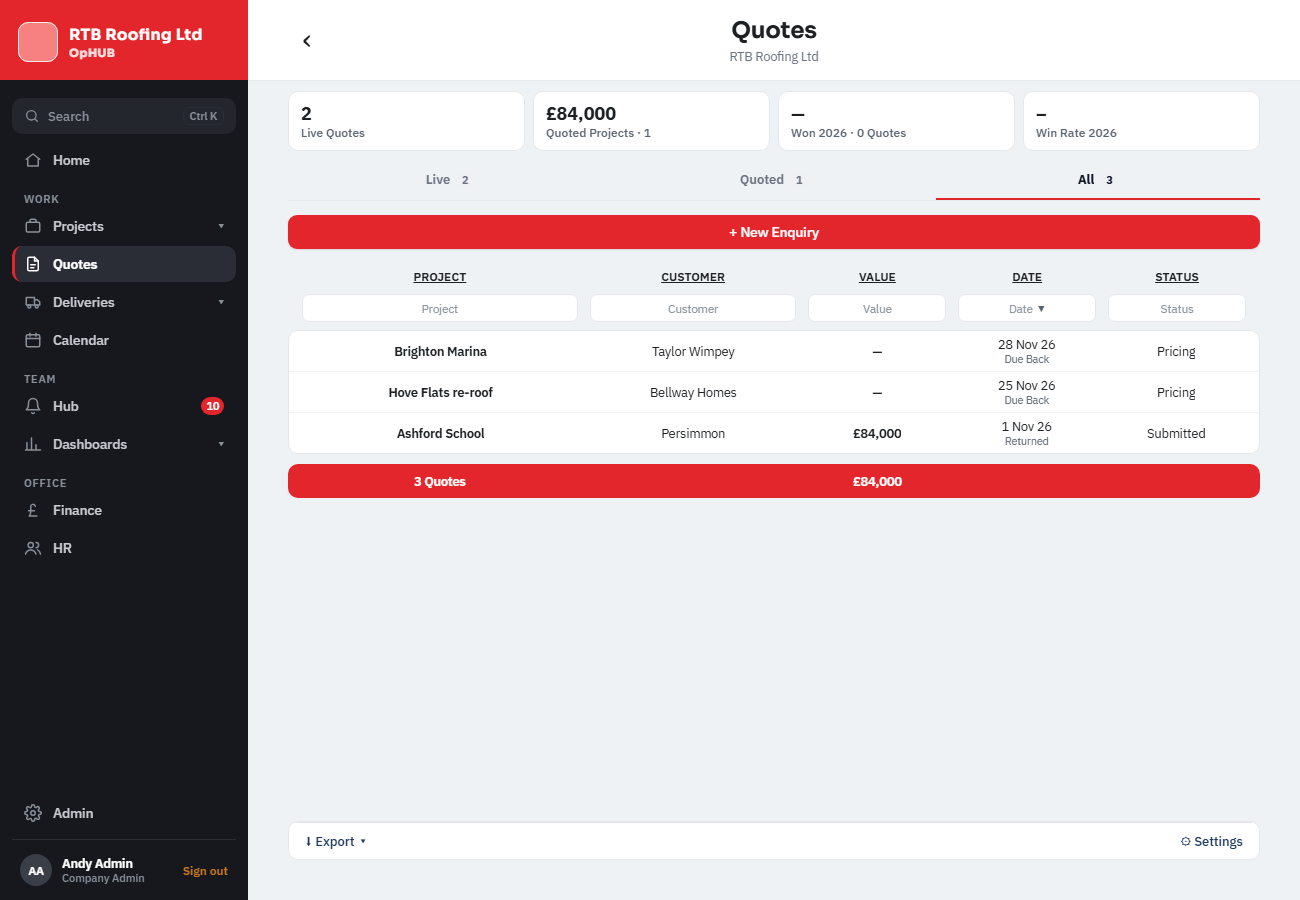 RTB Roofing Ltd
OpHUB
Search Ctrl K
Home
WORK
Projects ▾
Quotes
Deliveries ▾
Calendar
TEAM
Hub 10
Dashboards ▾
OFFICE
£ Finance
HR
Admin
AA
Andy Admin
Company Admin
Sign out
‹
Quotes
RTB Roofing Ltd
2
Live Quotes
£84,000
Quoted Projects · 1
—
Won 2026 · 0 Quotes
–
Win Rate 2026
Live 2 Quoted 1 All 3
+ New Enquiry
PROJECT CUSTOMER VALUE DATE STATUS
Project Customer Value Date ▼ Status
Brighton Marina Taylor Wimpey — 28 Nov 26 Pricing
Due Back
Hove Flats re-roof Bellway Homes — 25 Nov 26 Pricing
Due Back
Ashford School Persimmon £84,000 1 Nov 26 Submitted
Returned
3 Quotes £84,000
⬇ Export ▾ ⚙ Settings